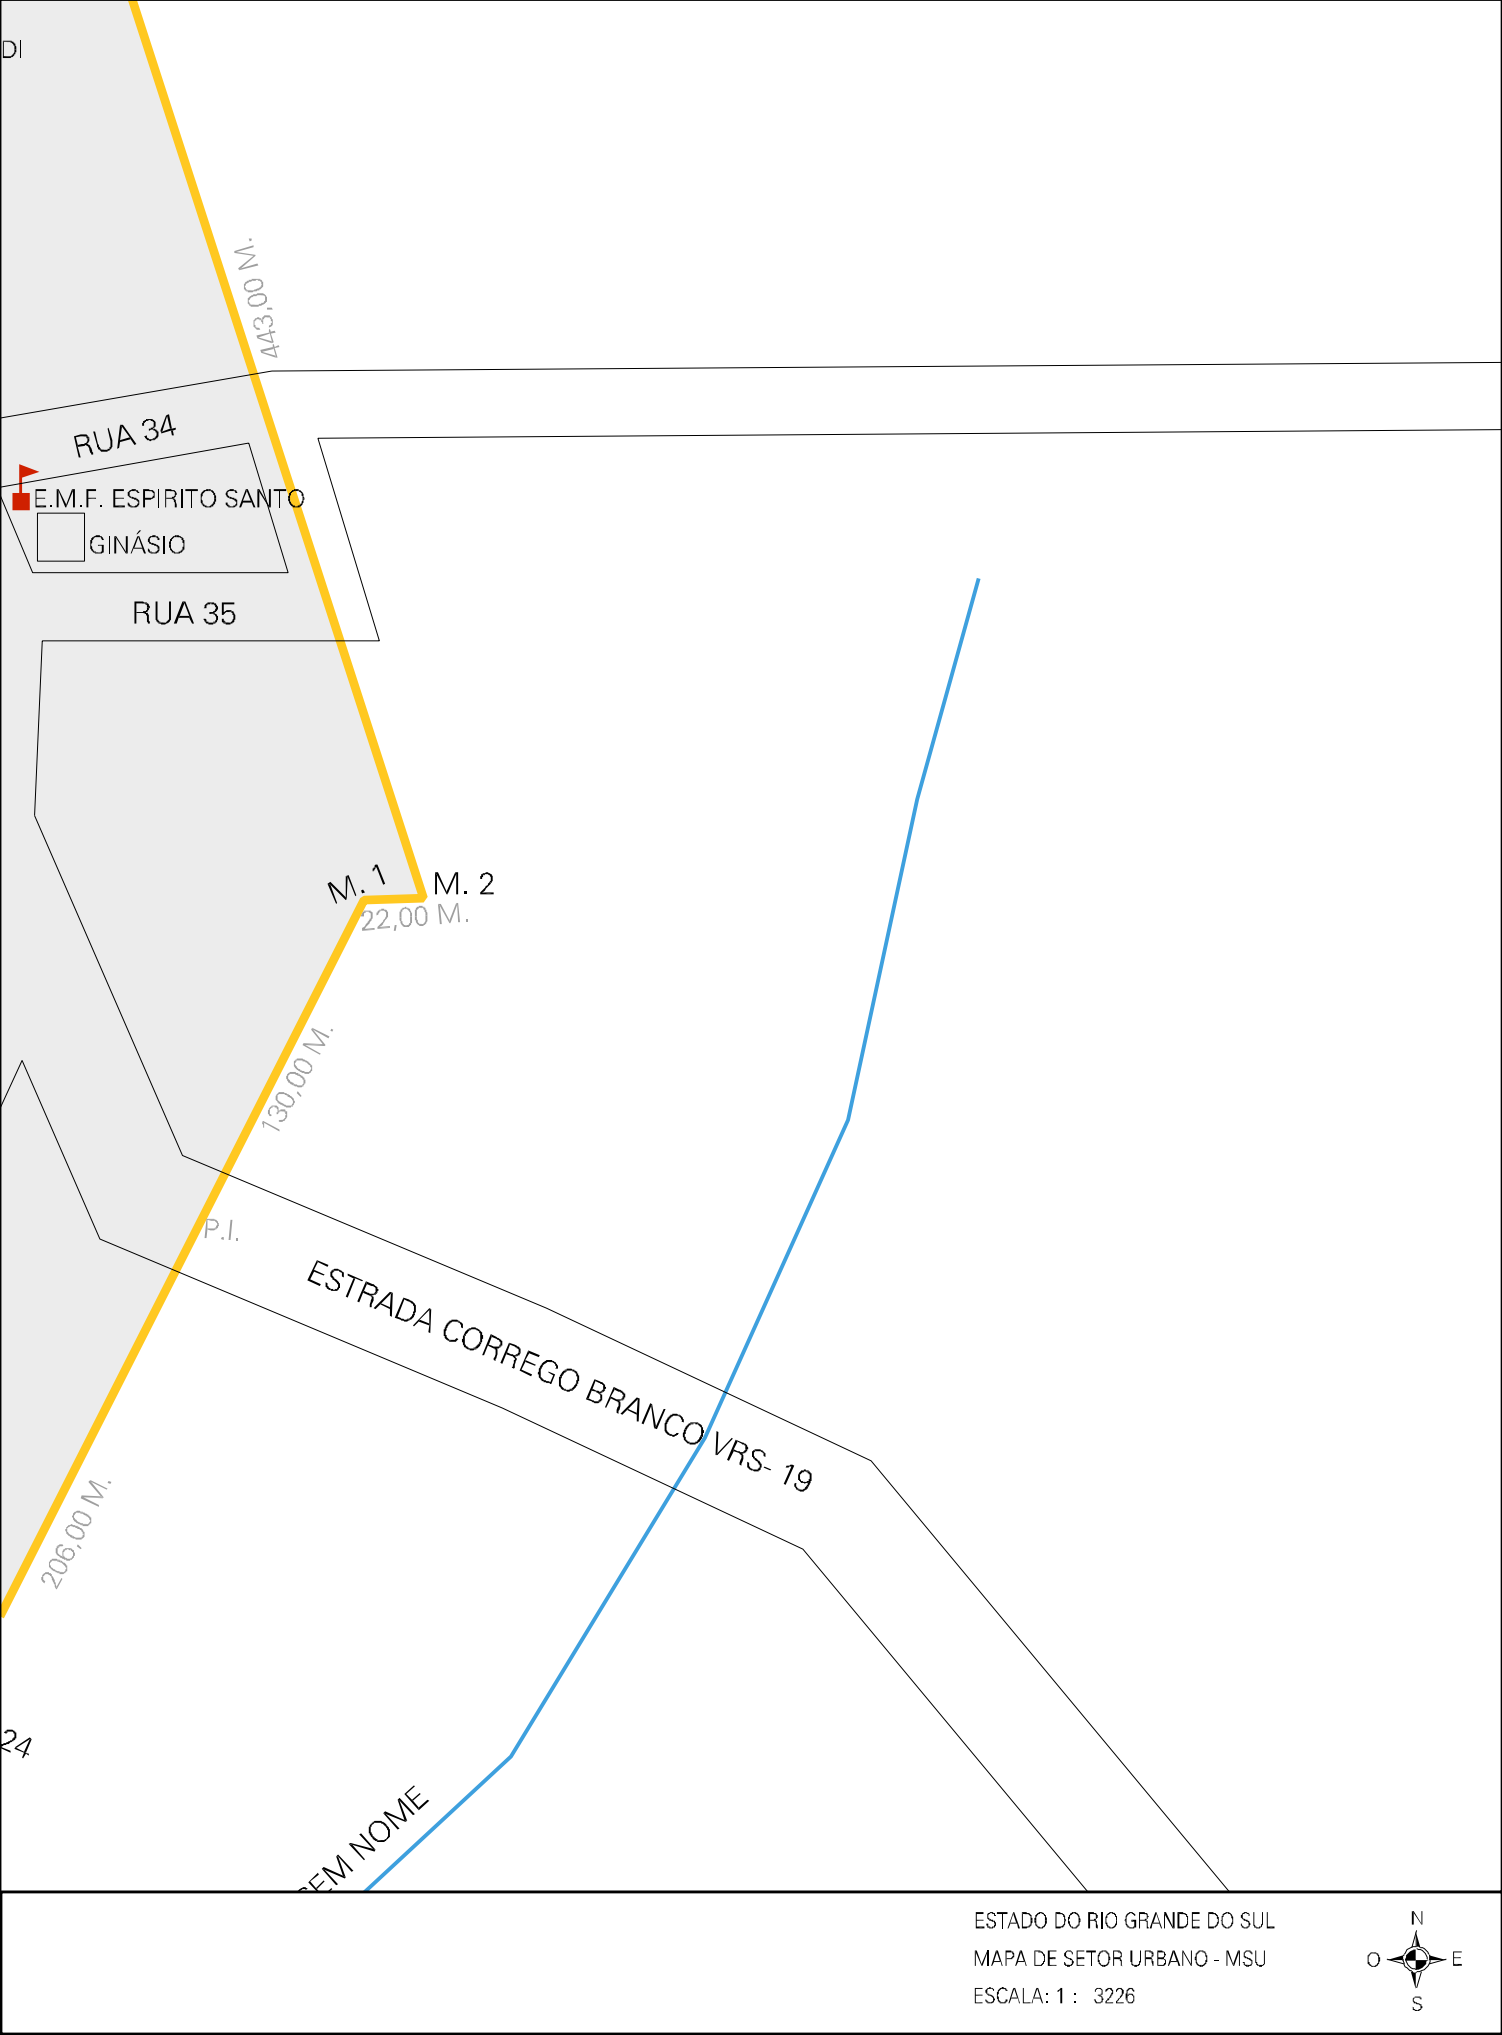 DI
443,00 M.
RUA 34
E.M.F. ESPIRITO SANTO
GINÁSIO
RUA 35
M. 1
M. 2
22,00 M.
130,00 M.
P.I.
ESTRADA CORREGO BRANCO VRS- 19
206,00 M.
24
SEM NOME
ESTADO DO RIO GRANDE DO SUL
MAPA DE SETOR URBANO - MSU
ESCALA: 1 : 3226
N
O
E
S